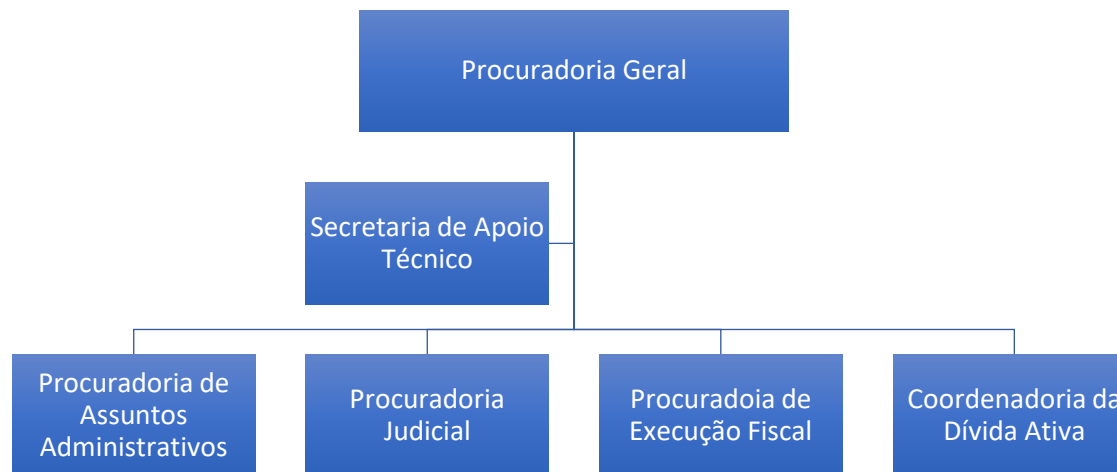 Procuradoria Geral
Secretaria de Apoio
Técnico
Procuradoria de
Assuntos
Administrativos
Procuradoria
Judicial
Procuradoia de
Execução Fiscal
Coordenadoria da
Dívida Ativa